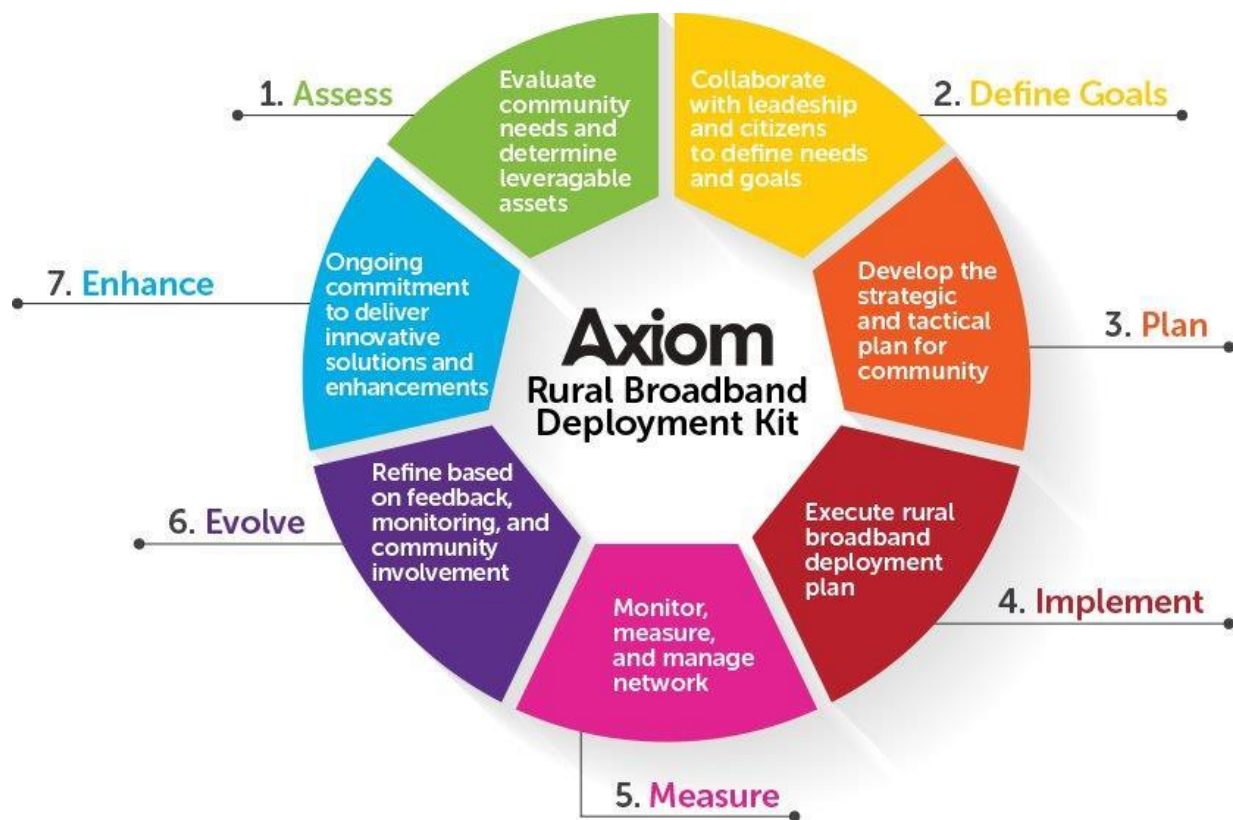 1. Assess
Evaluate
community
needs and
determine
leveragable
assets
2. Define Goals
Collaborate
with leadeship
and citizens
to define needs
and goals
3. Plan
Develop the
strategic
and tactical
plan for
community
4. Implement
Execute rural
broadband
deployment
plan
5. Measure
Monitor,
measure,
and manage
network
6. Evolve
Refine based
on feedback,
monitoring, and
community
involvement
7. Enhance
Ongoing
commitment
to deliver
innovative
solutions and
enhancements
Axiom
Rural Broadband
Deployment Kit